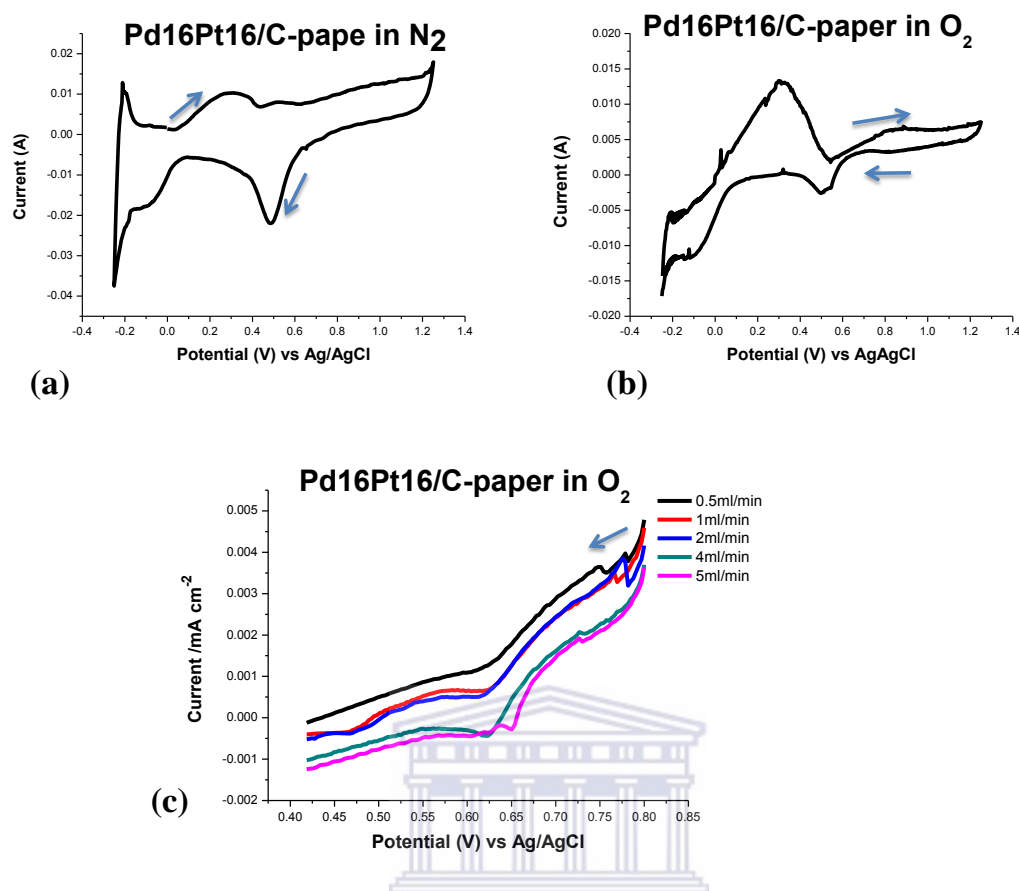 Pd16Pt16/C-pape in N2
0.02
0.01
0.00
-0.01
-0.02
-0.03
-0.04
Current (A)
-0.4 -0.2 0.0 0.2 0.4 0.6 0.8 1.0 1.2 1.4
Potential (V) vs Ag/AgCl
(a)
Pd16Pt16/C-paper in O2
0.020
0.015
0.010
0.005
0.000
-0.005
-0.010
-0.015
-0.020
Current (A)
-0.4 -0.2 0.0 0.2 0.4 0.6 0.8 1.0 1.2 1.4
Potential (V) vs AgAgCl
(b)
Pd16Pt16/C-paper in O2
0.5ml/min
1ml/min
2ml/min
4ml/min
5ml/min
0.005
0.004
0.003
0.002
0.001
0.000
-0.001
-0.002
Current /mA cm-2
0.40 0.45 0.50 0.55 0.60 0.65 0.70 0.75 0.80 0.85
Potential (V) vs Ag/AgCl
(c)